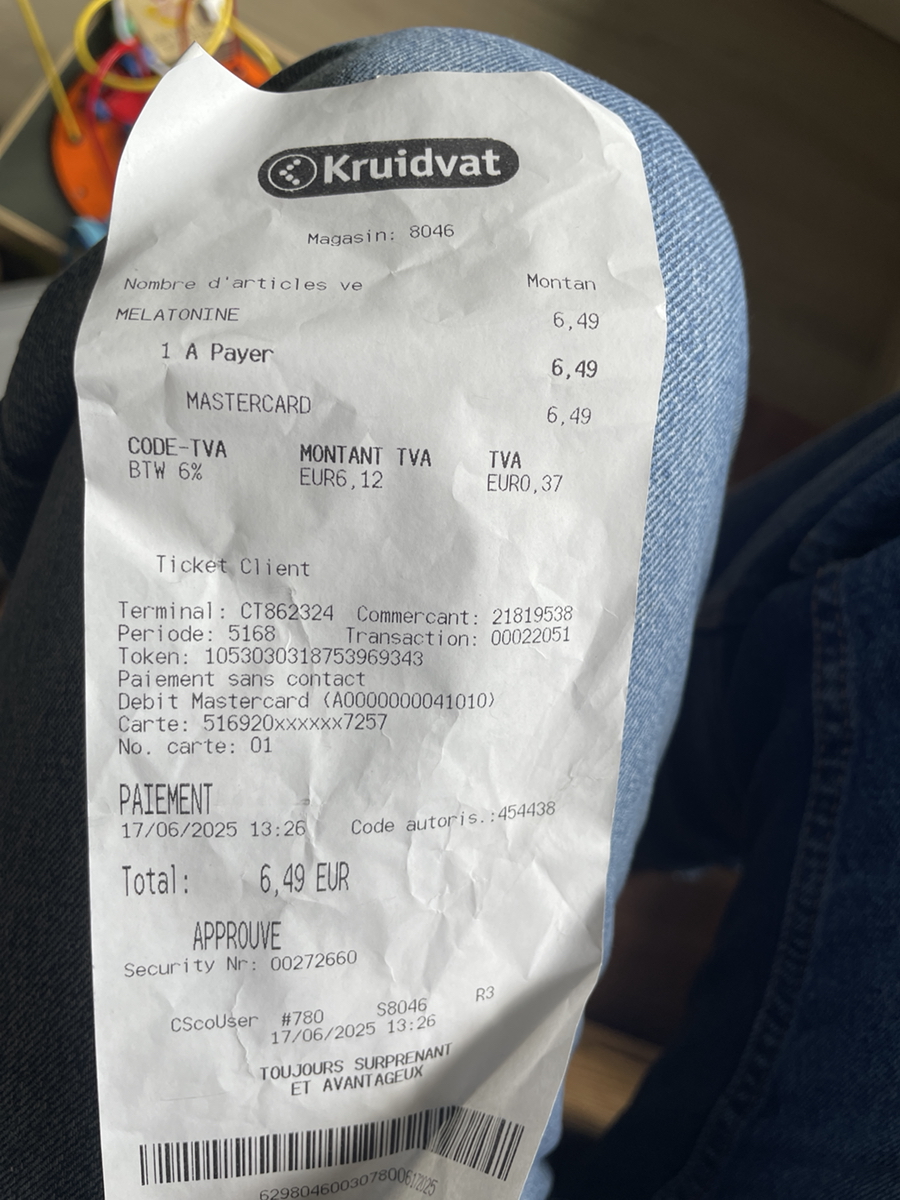 Kruidvat
Magasin: 8046
Nombre d'articles ve Montan
MELATONINE 6,49
1 A Payer 6,49
MASTERCARD 6,49
CODE-TVA MONTANT TVA TVA
BTW 6% EUR6,12 EUR0,37
Ticket Client
Terminal: CT862324 Commercant: 21819538
Periode: 5168 Transaction: 00022051
Token: 1053030318753969343
Paiement sans contact
Debit Mastercard (A0000000041010)
Carte: 516920xxxxxx7257
No. carte: 01
PAIEMENT
17/06/2025 13:26 Code autoris.:454438
Total: 6,49 EUR
APPROUVE
Security Nr: 00272660
CScoUser #780 S8046 R3
17/06/2025 13:26
TOUJOURS SURPRENANT
ET AVANTAGEUX
6298046003078006172025